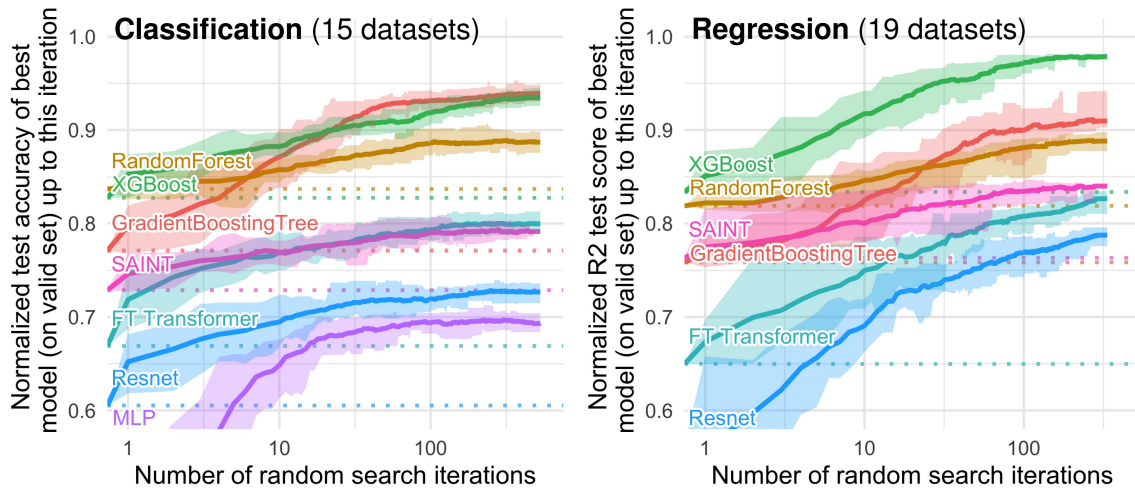 Classification (15 datasets)
Normalized test accuracy of best
model (on valid set) up to this iteration
1.0
0.9
0.8
0.7
0.6
RandomForest
XGBoost
GradientBoostingTree
SAINT
FT Transformer
Resnet
MLP
1
10
100
Number of random search iterations
Regression (19 datasets)
Normalized R2 test score of best
model (on valid set) up to this iteration
1.0
0.9
0.8
0.7
0.6
XGBoost
RandomForest
SAINT
GradientBoostingTree
FT Transformer
Resnet
1
10
100
Number of random search iterations